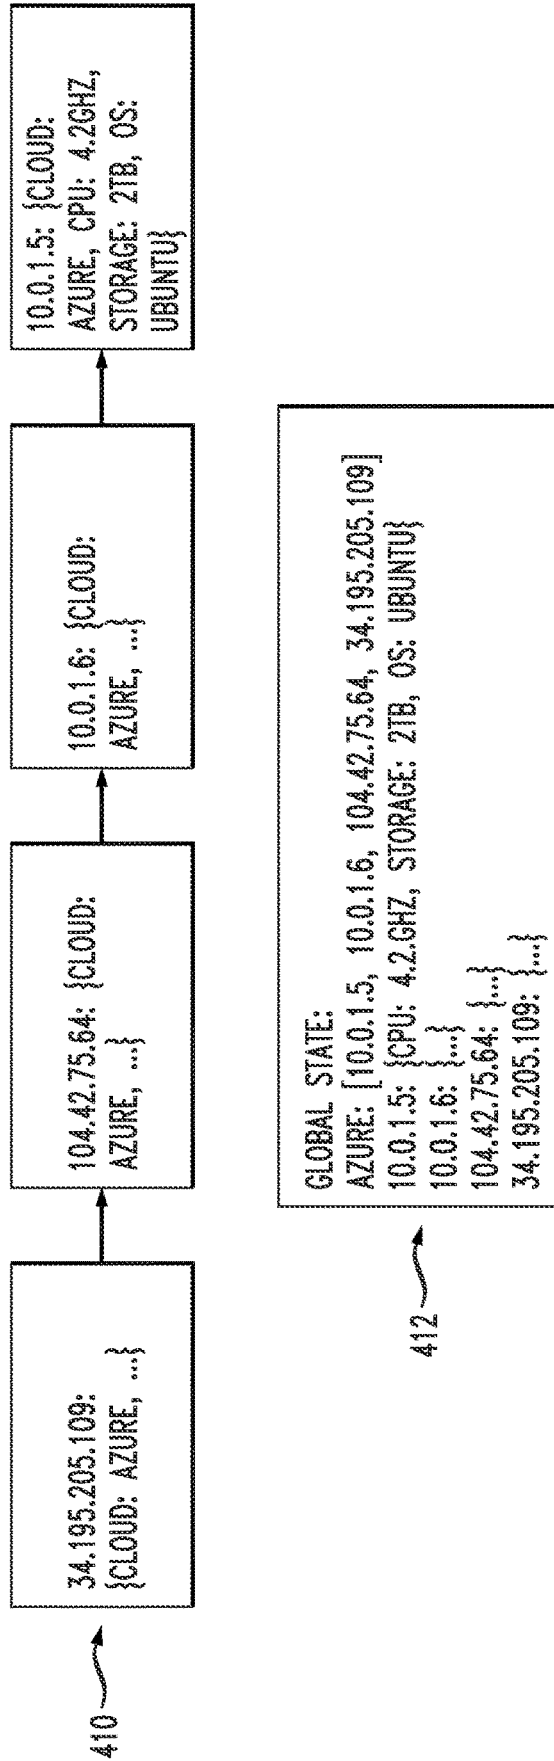 410
34.195.205.109:
{CLOUD: AZURE, ...}
104.42.75.64: {CLOUD:
AZURE, ...}
10.0.1.6: {CLOUD:
AZURE, ...}
10.0.1.5: {CLOUD:
AZURE, CPU: 4.2GHZ,
STORAGE: 2TB, OS:
UBUNTU}
412
GLOBAL STATE:
AZURE: [10.0.1.5, 10.0.1.6, 104.42.75.64, 34.195.205.109]
10.0.1.5: {CPU: 4.2.GHZ, STORAGE: 2TB, OS: UBUNTU}
10.0.1.6: {...}
104.42.75.64: {...}
34.195.205.109: {...}